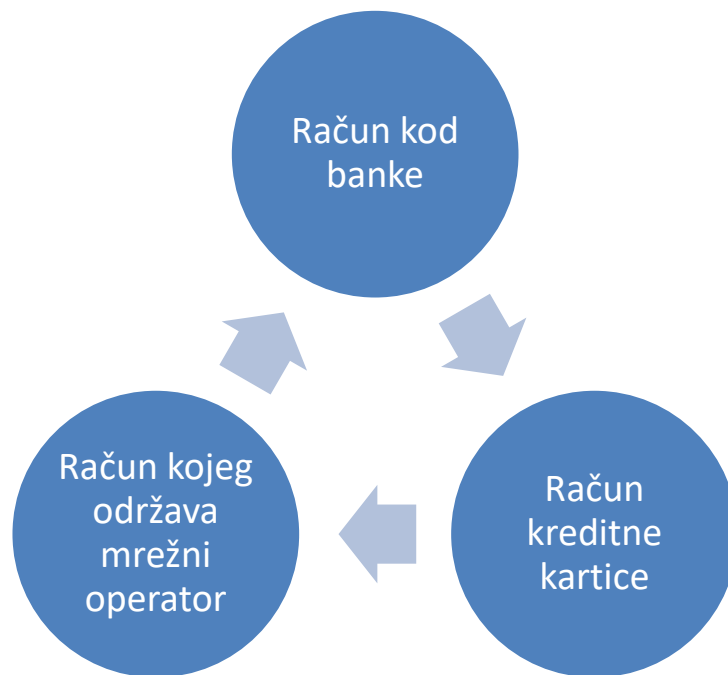 Račun kod
banke
Račun kojeg
održava
mrežni
operator
Račun
kreditne
kartice